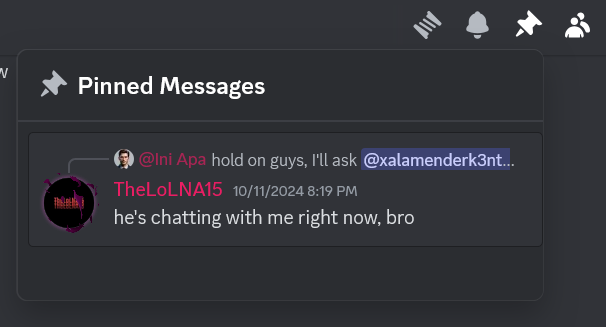 w
Pinned Messages
@Ini Apa hold on guys, I'll ask @xalamenderk3nt...
TheLoLNA15 10/11/2024 8:19 PM
he's chatting with me right now, bro